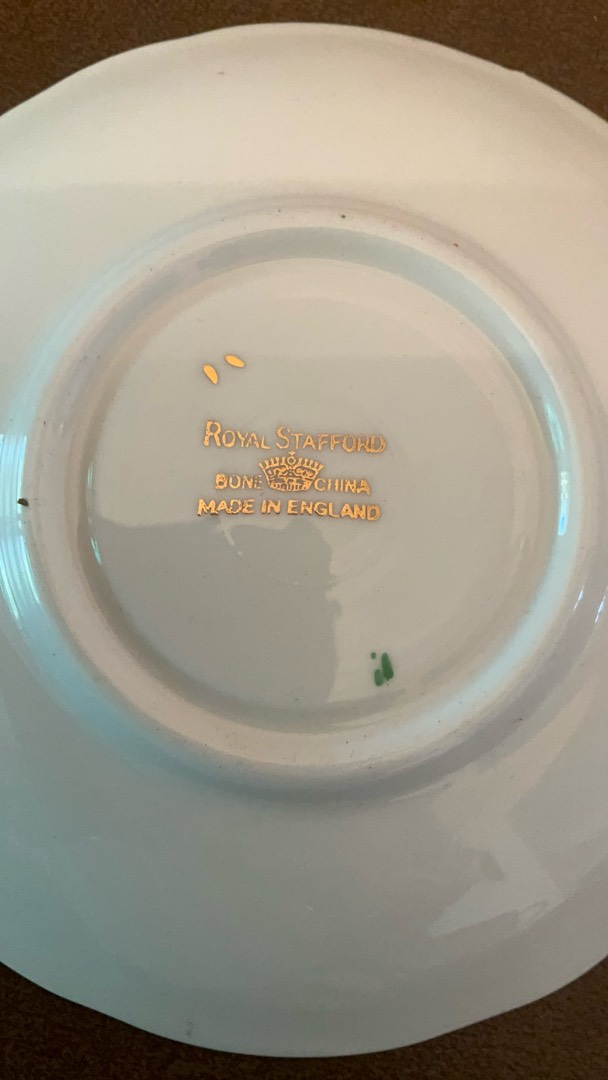 ROYAL STAFFORD
BONE CHINA
MADE IN ENGLAND